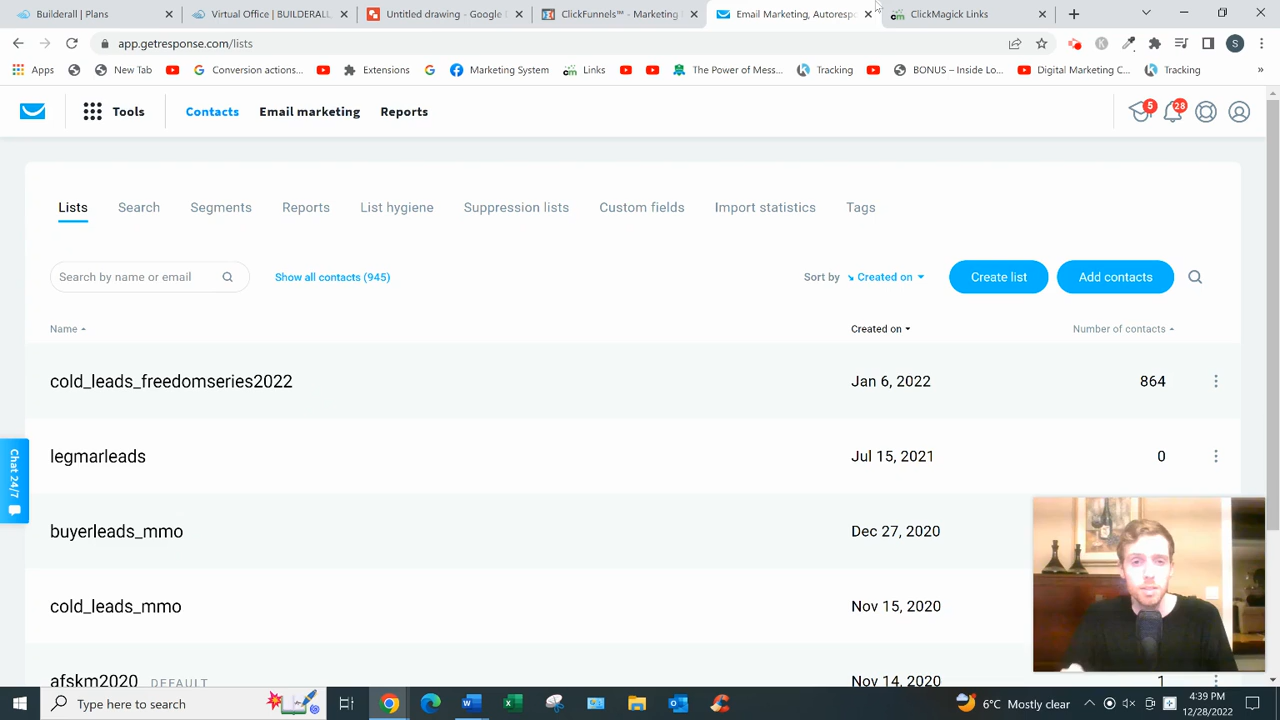 Builderall | Plans
Virtual Office | BUILDERALL
Untitled drawing - Google
ClickFunnels™ - Marketing
Email Marketing, Autorespo
ClickMagick Links
app.getresponse.com/lists
S
Apps
New Tab
Conversion action...
Extensions
Marketing System
Links
The Power of Mess...
Tracking
BONUS – Inside Lo...
Digital Marketing C...
Tracking
»
Tools
Contacts
Email marketing
Reports
5
28
Lists
Search
Segments
Reports
List hygiene
Suppression lists
Custom fields
Import statistics
Tags
Search by name or email
Show all contacts (945)
Sort by
Created on
Create list
Add contacts
Name
Created on
Number of contacts
cold_leads_freedomseries2022
Jan 6, 2022
864
legmarleads
Jul 15, 2021
0
buyerleads_mmo
Dec 27, 2020
cold_leads_mmo
Nov 15, 2020
afskm2020 DEFAULT
Nov 14, 2020
1
Chat 24/7
Type here to search
6°C Mostly clear
4:39 PM
12/28/2022